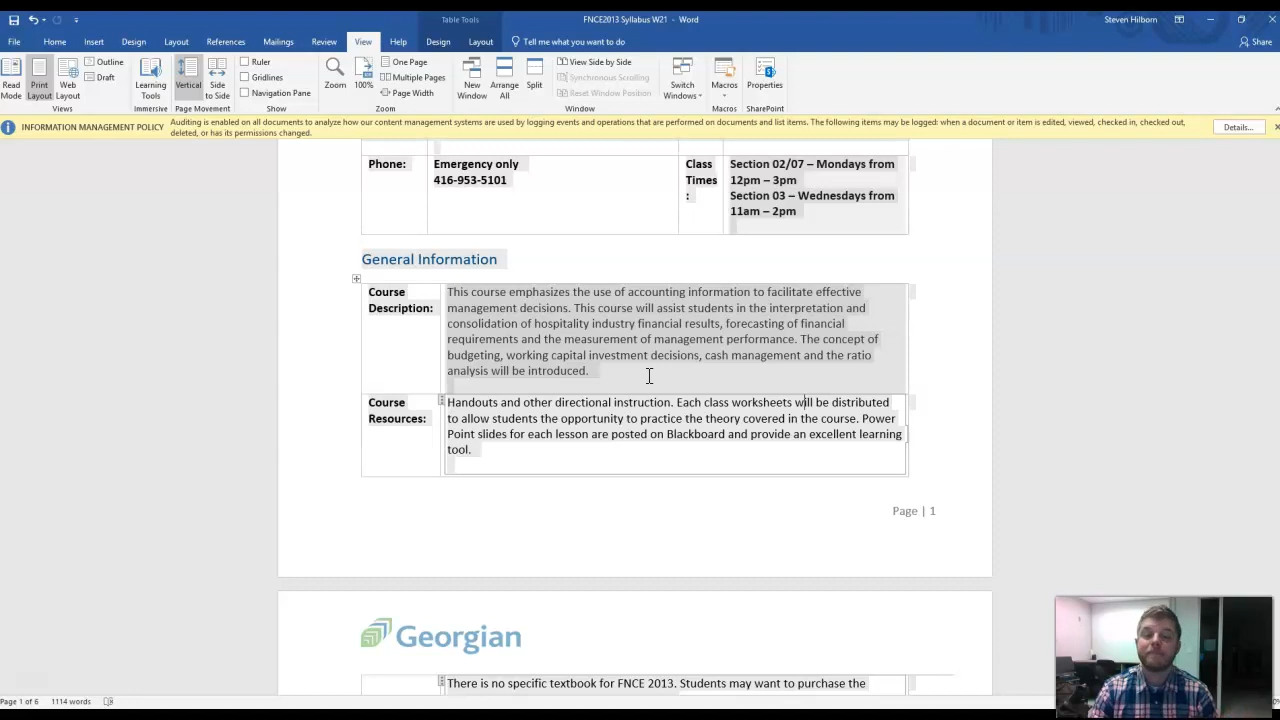 FNCE2013 Syllabus W21 - Word
Table Tools
Steven Hilborn
File Home Insert Design Layout References Mailings Review View Help Design Layout Tell me what you want to do Share
Read Mode
Print Layout
Web Layout
Outline
Draft
Views
Learning Tools
Immersive
Vertical
Side to Side
Page Movement
Ruler
Gridlines
Navigation Pane
Show
Zoom
100%
One Page
Multiple Pages
Page Width
Zoom
New Window
Arrange All
Split
View Side by Side
Synchronous Scrolling
Reset Window Position
Window
Switch Windows
Macros
Macros
Properties
SharePoint
INFORMATION MANAGEMENT POLICY
Auditing is enabled on all documents to analyze how our content management systems are used by logging events and operations that are performed on documents and list items. The following items may be logged: when a document or item is edited, viewed, checked in, checked out,
deleted, or has its permissions changed.
Details...
Phone:
Emergency only
416-953-5101
Class
Times
:
Section 02/07 – Mondays from
12pm – 3pm
Section 03 – Wednesdays from
11am – 2pm
General Information
Course
Description:
This course emphasizes the use of accounting information to facilitate effective
management decisions. This course will assist students in the interpretation and
consolidation of hospitality industry financial results, forecasting of financial
requirements and the measurement of management performance. The concept of
budgeting, working capital investment decisions, cash management and the ratio
analysis will be introduced.
Course
Resources:
Handouts and other directional instruction. Each class worksheets will be distributed
to allow students the opportunity to practice the theory covered in the course. Power
Point slides for each lesson are posted on Blackboard and provide an excellent learning
tool.
Page | 1
Georgian
There is no specific textbook for FNCE 2013. Students may want to purchase the
Page 1 of 6 1114 words